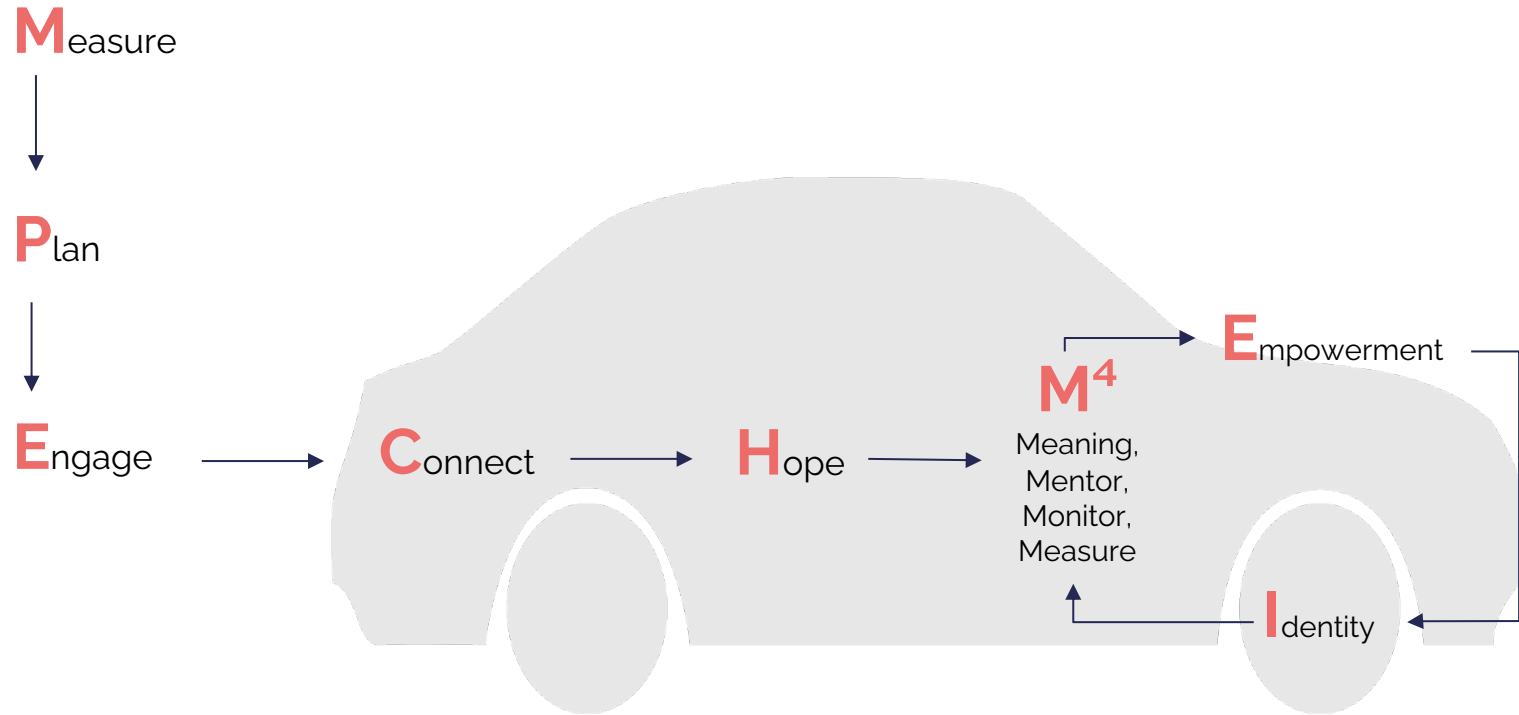 Measure
Plan
Engage
Connect
Hope
M⁴
Meaning,
Mentor,
Monitor,
Measure
Empowerment
Identity